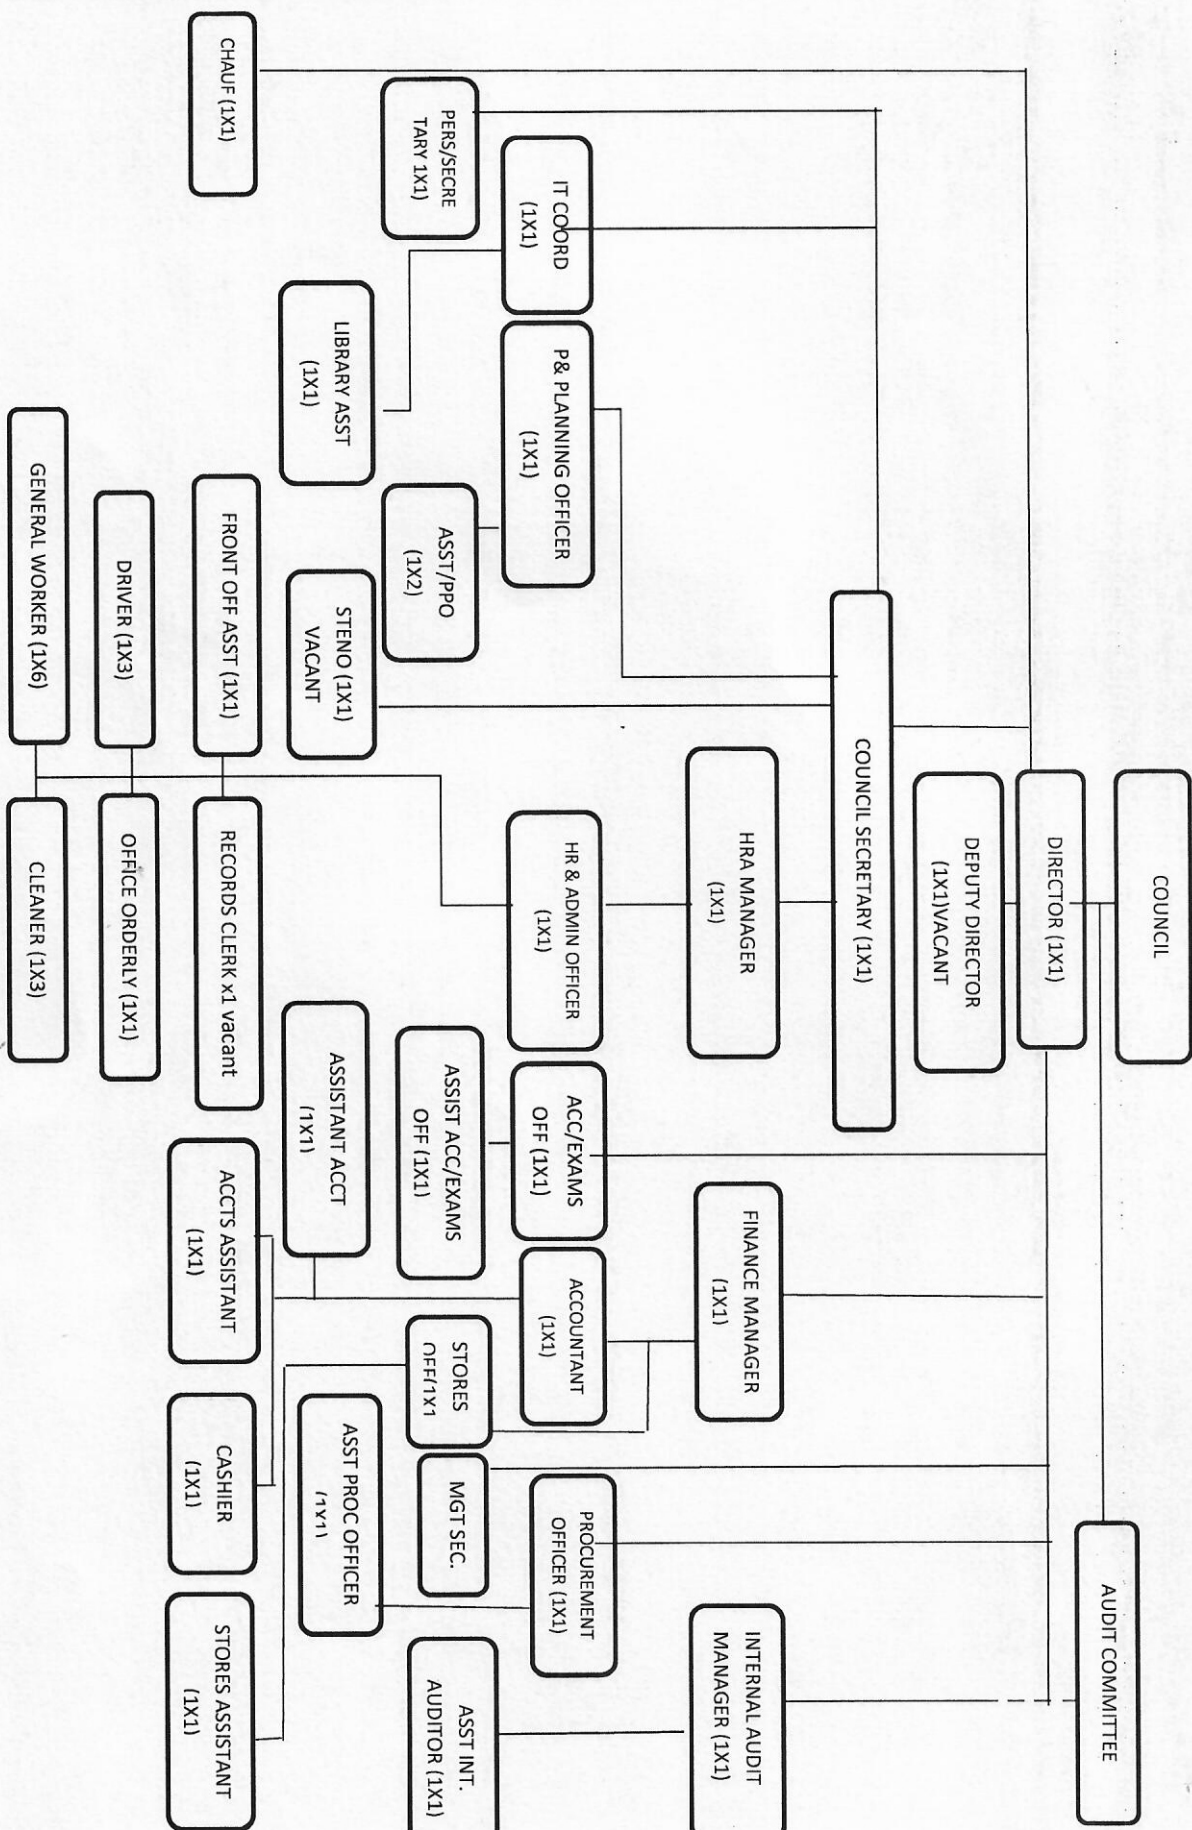 COUNCIL
AUDIT COMMITTEE
DIRECTOR (1X1)
DEPUTY DIRECTOR
(1X1)VACANT
COUNCIL SECRETARY (1X1)
HRA MANAGER
(1X1)
FINANCE MANAGER
(1X1)
INTERNAL AUDIT
MANAGER (1X1)
IT COORD
(1X1)
P& PLANNING OFFICER
(1X1)
HR & ADMIN OFFICER
(1X1)
ACC/EXAMS
OFF (1X1)
ACCOUNTANT
(1X1)
PROCUREMENT
OFFICER (1X1)
PERS/SECRE
TARY 1X1)
ASST/PPO
(1X2)
ASSIST ACC/EXAMS
OFF (1X1)
STORES
OFF(1X1
MGT SEC.
ASST INT.
AUDITOR (1X1)
LIBRARY ASST
(1X1)
STENO (1X1)
VACANT
ASSISTANT ACCT
(1X1)
ASST PROC OFFICER
(1X1)
CHAUF (1X1)
FRONT OFF ASST (1X1)
RECORDS CLERK x1 vacant
ACCTS ASSISTANT
(1X1)
CASHIER
(1X1)
STORES ASSISTANT
(1X1)
DRIVER (1X3)
OFFICE ORDERLY (1X1)
GENERAL WORKER (1X6)
CLEANER (1X3)